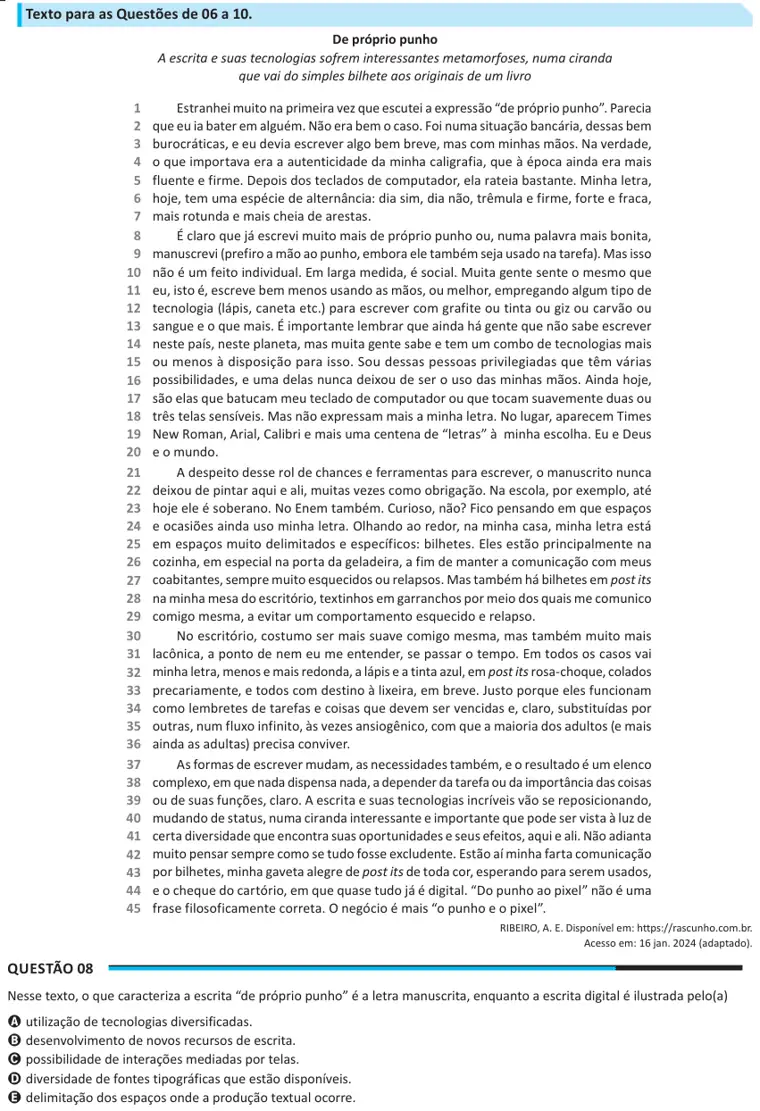 Texto para as Questões de 06 a 10.
De próprio punho
A escrita e suas tecnologias sofrem interessantes metamorfoses, numa ciranda
que vai do simples bilhete aos originais de um livro
1 Estranhei muito na primeira vez que escutei a expressão “de próprio punho”. Parecia
2 que eu ia bater em alguém. Não era bem o caso. Foi numa situação bancária, dessas bem
3 burocráticas, e eu devia escrever algo bem breve, mas com minhas mãos. Na verdade,
4 o que importava era a autenticidade da minha caligrafia, que à época ainda era mais
5 fluente e firme. Depois dos teclados de computador, ela rateia bastante. Minha letra,
6 hoje, tem uma espécie de alternância: dia sim, dia não, trêmula e firme, forte e fraca,
7 mais rotunda e mais cheia de arestas.
8 É claro que já escrevi muito mais de próprio punho ou, numa palavra mais bonita,
9 manuscrevi (prefiro a mão ao punho, embora ele também seja usado na tarefa). Mas isso
10 não é um feito individual. Em larga medida, é social. Muita gente sente o mesmo que
11 eu, isto é, escreve bem menos usando as mãos, ou melhor, empregando algum tipo de
12 tecnologia (lápis, caneta etc.) para escrever com grafite ou tinta ou giz ou carvão ou
13 sangue e o que mais. É importante lembrar que ainda há gente que não sabe escrever
14 neste país, neste planeta, mas muita gente sabe e tem um combo de tecnologias mais
15 ou menos à disposição para isso. Sou dessas pessoas privilegiadas que têm várias
16 possibilidades, e uma delas nunca deixou de ser o uso das minhas mãos. Ainda hoje,
17 são elas que batucam meu teclado de computador ou que tocam suavemente duas ou
18 três telas sensíveis. Mas não expressam mais a minha letra. No lugar, aparecem Times
19 New Roman, Arial, Calibri e mais uma centena de “letras” à minha escolha. Eu e Deus
20 e o mundo.
21 A despeito desse rol de chances e ferramentas para escrever, o manuscrito nunca
22 deixou de pintar aqui e ali, muitas vezes como obrigação. Na escola, por exemplo, até
23 hoje ele é soberano. No Enem também. Curioso, não? Fico pensando em que espaços
24 e ocasiões ainda uso minha letra. Olhando ao redor, na minha casa, minha letra está
25 em espaços muito delimitados e específicos: bilhetes. Eles estão principalmente na
26 cozinha, em especial na porta da geladeira, a fim de manter a comunicação com meus
27 coabitantes, sempre muito esquecidos ou relapsos. Mas também há bilhetes em post its
28 na minha mesa do escritório, textinhos em garranchos por meio dos quais me comunico
29 comigo mesma, a evitar um comportamento esquecido e relapso.
30 No escritório, costumo ser mais suave comigo mesma, mas também muito mais
31 lacônica, a ponto de nem eu me entender, se passar o tempo. Em todos os casos vai
32 minha letra, menos e mais redonda, a lápis e a tinta azul, em post its rosa-choque, colados
33 precariamente, e todos com destino à lixeira, em breve. Justo porque eles funcionam
34 como lembretes de tarefas e coisas que devem ser vencidas e, claro, substituídas por
35 outras, num fluxo infinito, às vezes ansiogênico, com que a maioria dos adultos (e mais
36 ainda as adultas) precisa conviver.
37 As formas de escrever mudam, as necessidades também, e o resultado é um elenco
38 complexo, em que nada dispensa nada, a depender da tarefa ou da importância das coisas
39 ou de suas funções, claro. A escrita e suas tecnologias incríveis vão se reposicionando,
40 mudando de status, numa ciranda interessante e importante que pode ser vista à luz de
41 certa diversidade que encontra suas oportunidades e seus efeitos, aqui e ali. Não adianta
42 muito pensar sempre como se tudo fosse excludente. Estão aí minha farta comunicação
43 por bilhetes, minha gaveta alegre de post its de toda cor, esperando para serem usados,
44 e o cheque do cartório, em que quase tudo já é digital. “Do punho ao pixel” não é uma
45 frase filosoficamente correta. O negócio é mais “o punho e o pixel”.
RIBEIRO, A. E. Disponível em: https://rascunho.com.br.
Acesso em: 16 jan. 2024 (adaptado).
QUESTÃO 08
Nesse texto, o que caracteriza a escrita “de próprio punho” é a letra manuscrita, enquanto a escrita digital é ilustrada pelo(a)
A utilização de tecnologias diversificadas.
B desenvolvimento de novos recursos de escrita.
C possibilidade de interações mediadas por telas.
D diversidade de fontes tipográficas que estão disponíveis.
E delimitação dos espaços onde a produção textual ocorre.